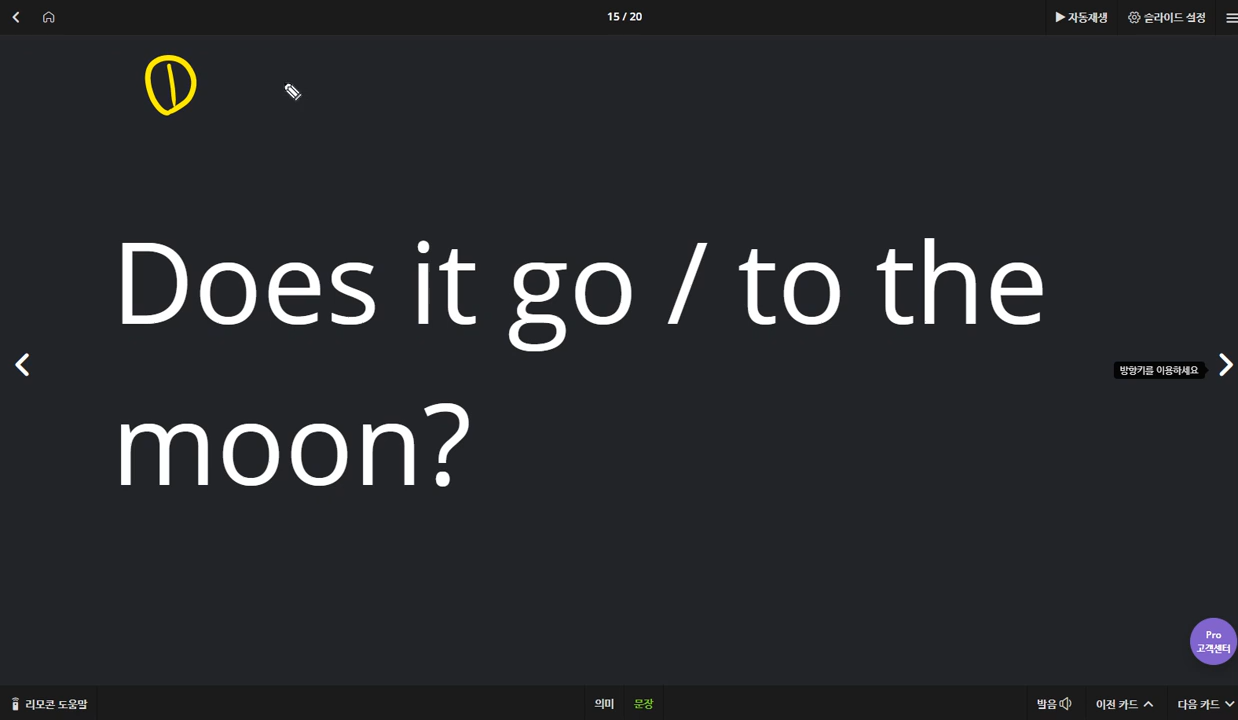 15 / 20
▶자동재생
슬라이드 설정
①
Does it go / to the
moon?
방향키를 이용하세요
Pro
고객센터
리모콘 도움말
의미
문장
발음
이전 카드
다음 카드